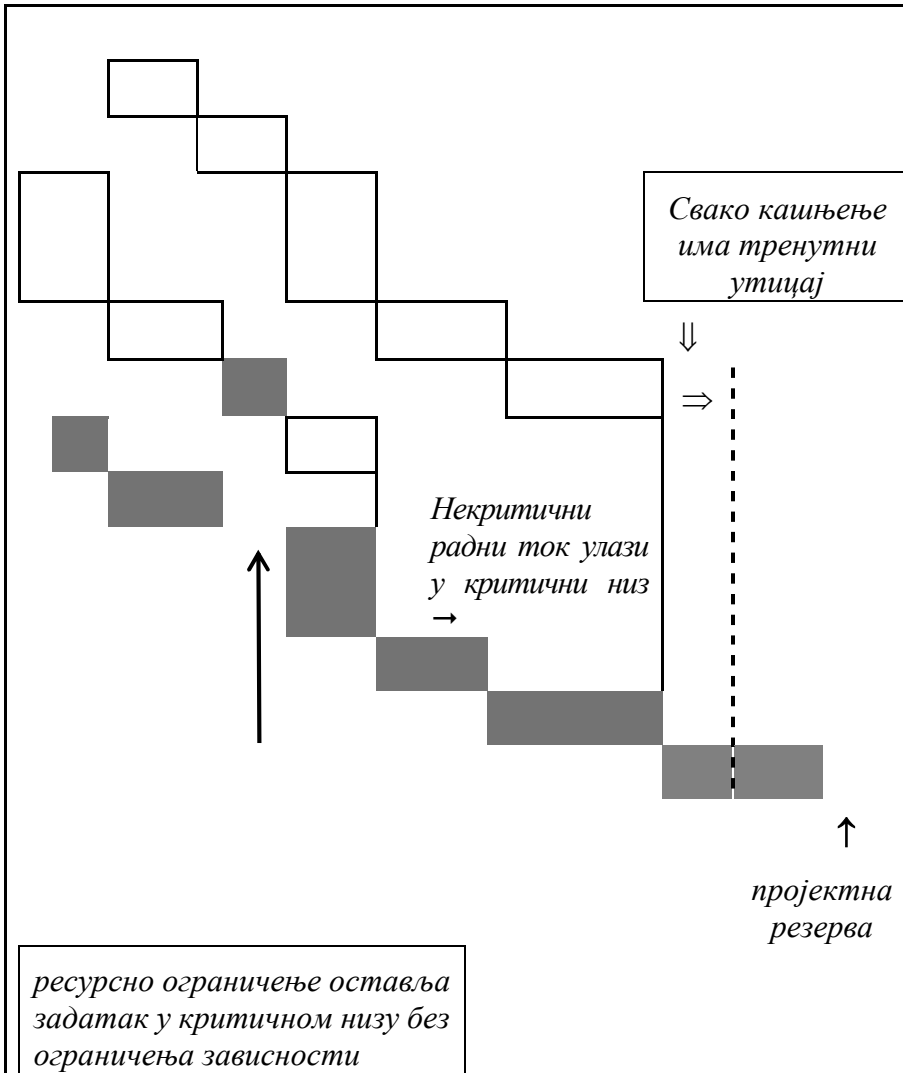 Свако кашњење
има тренутни
утицај
⇓
⇒
Некритични
радни ток улази
у критични низ
→
↑
пројектна
резерва
ресурсно ограничење оставља
задатак у критичном низу без
ограничења зависности